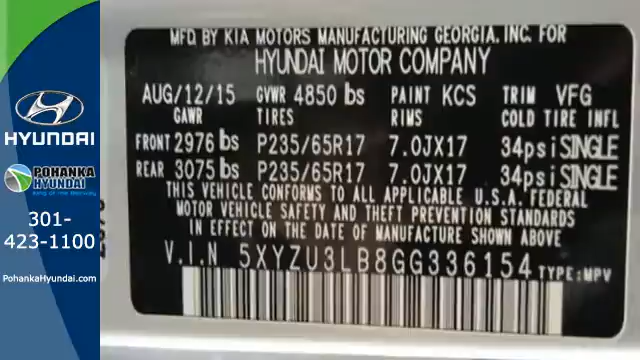 MFD. BY KIA MOTORS MANUFACTURING GEORGIA. INC. FOR
HYUNDAI MOTOR COMPANY
AUG/12/15 GVWR 4850 lbs PAINT KCS TRIM VFG
GAWR TIRES RIMS COLD TIRE INFL
FRONT 2976 lbs P235/65R17 7.0JX17 34psi SINGLE
REAR 3075 lbs P235/65R17 7.0JX17 34psi SINGLE
THIS VEHICLE CONFORMS TO ALL APPLICABLE U.S.A. FEDERAL
MOTOR VEHICLE SAFETY AND THEFT PREVENTION STANDARDS
IN EFFECT ON THE DATE OF MANUFACTURE SHOWN ABOVE
V.I.N 5XYZU3LB8GG336154 TYPE: MPV
HYUNDAI
POHANKA
HYUNDAI
301-
423-1100
PohankaHyundai.com